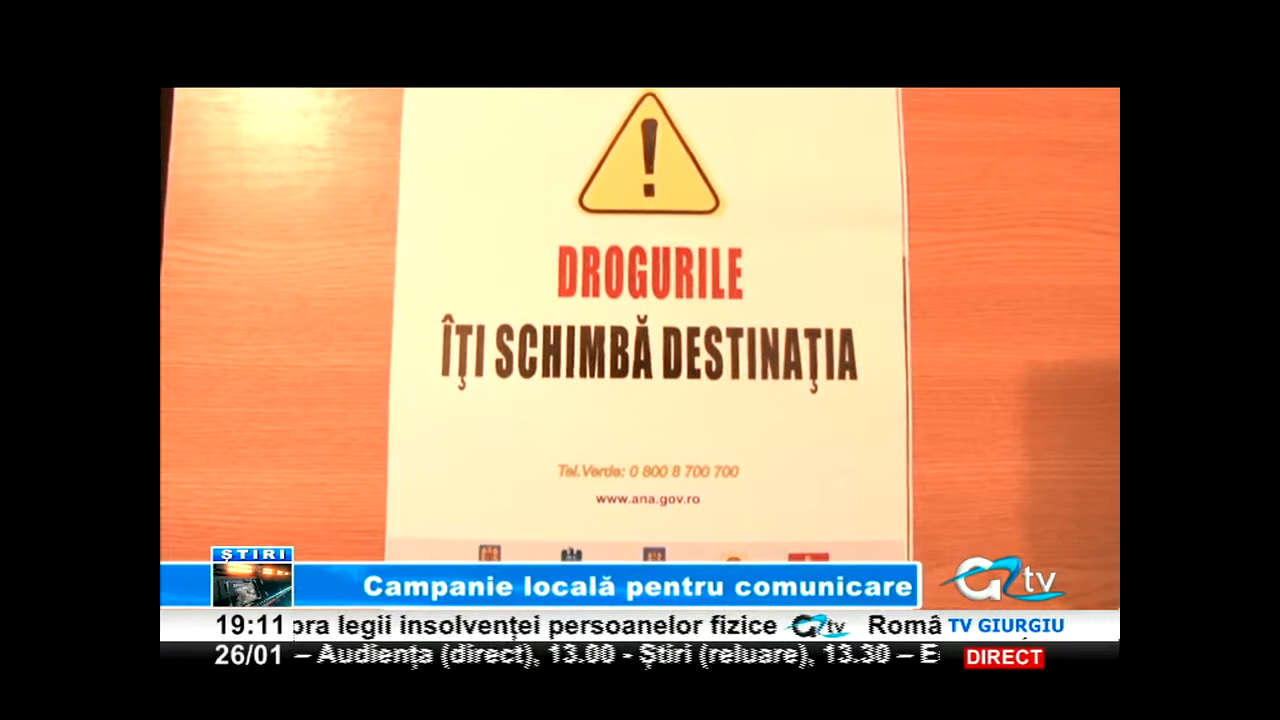 !
DROGURILE
ÎŢI SCHIMBĂ DESTINAŢIA
Tel.Verde: 0 800 8 700 700
www.ana.gov.ro
ŞTIRI
Campanie locală pentru comunicare
G tv
19:11 pra legii insolvenței persoanelor fizice G tv Româ TV GIURGIU
26/01 – Audiența (direct), 13.00 - Știri (reluare), 13.30 – E DIRECT